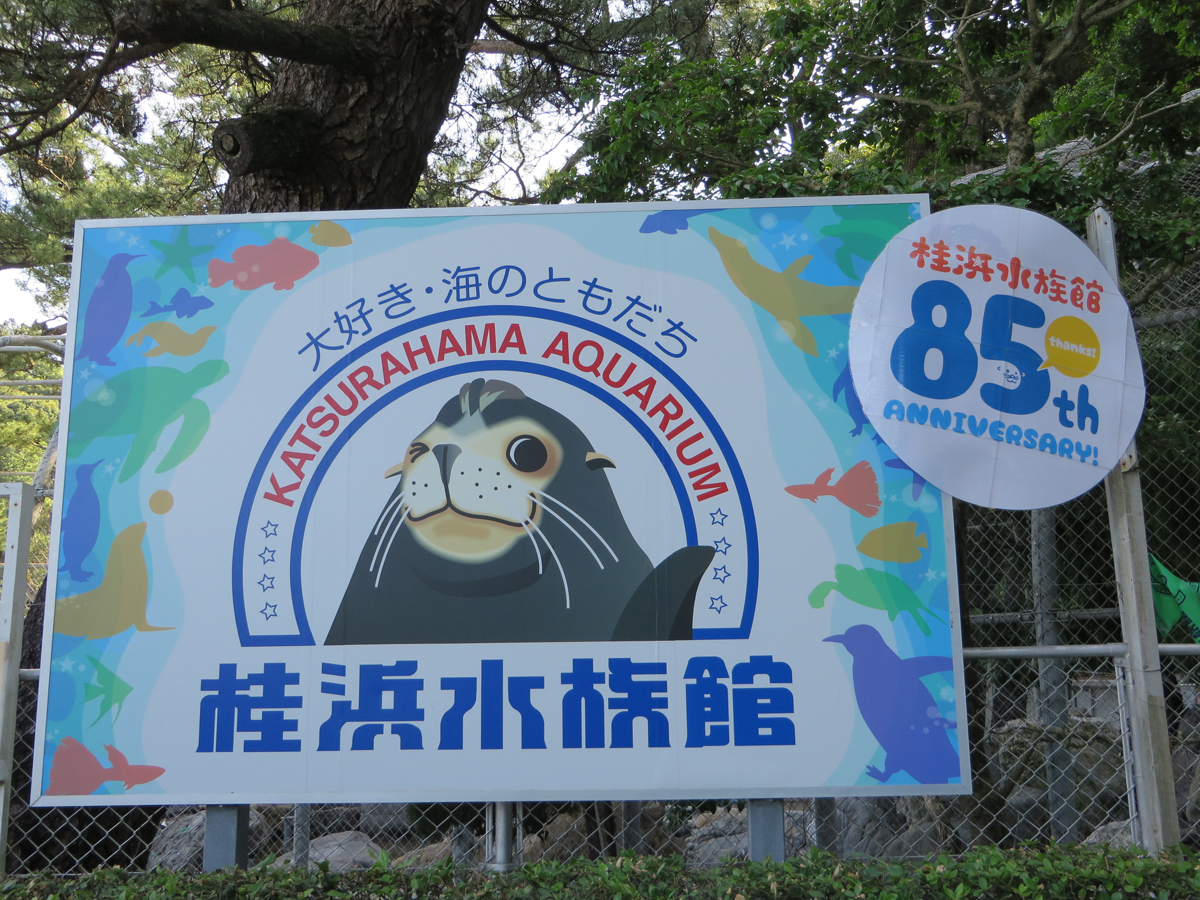 大好き・海のともだち
KATSURAHAMA AQUARIUM
桂浜水族館
桂浜水族館
85th
thanks!
ANNIVERSARY!